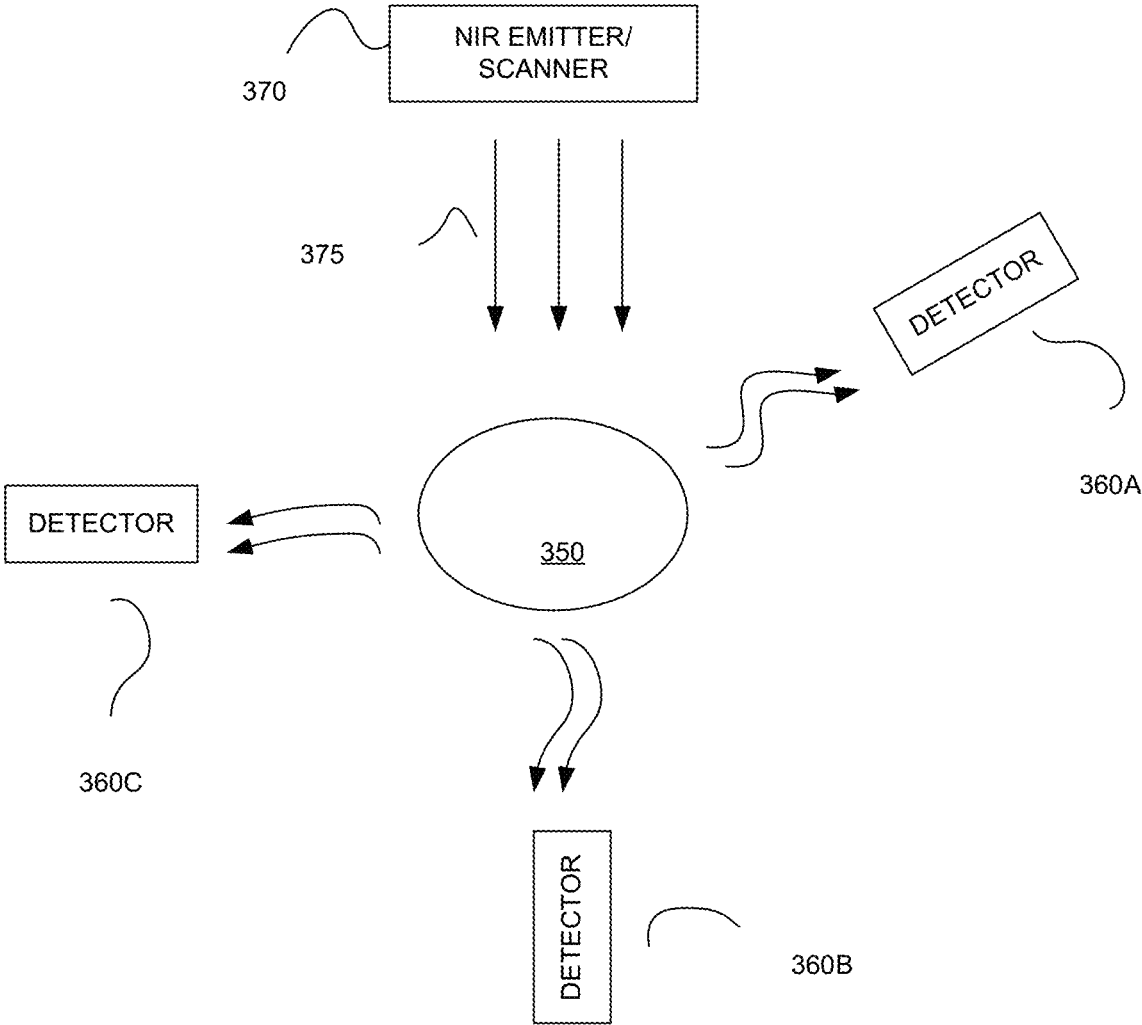 NIR EMITTER/
SCANNER
370
375
DETECTOR
360A
DETECTOR
350
360C
DETECTOR
360B